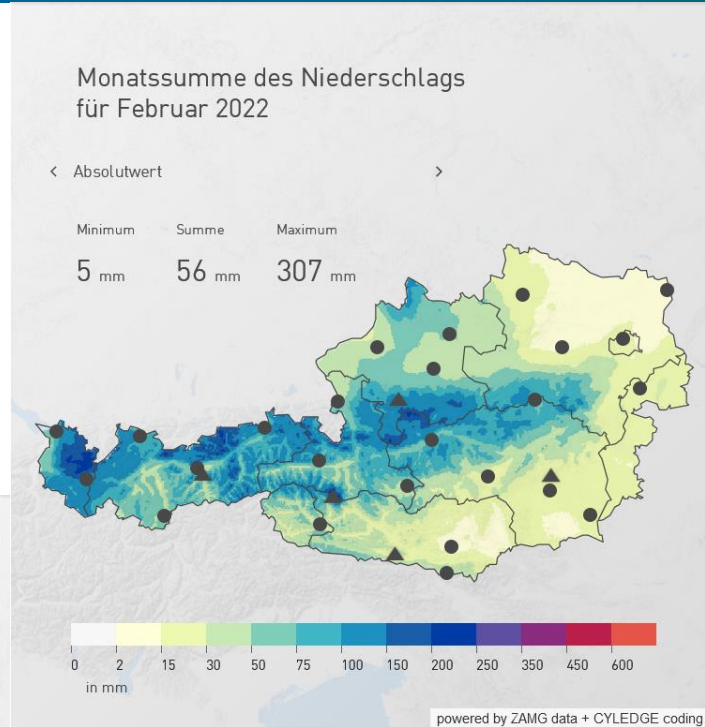 Monatssumme des Niederschlags
für Februar 2022
‹ Absolutwert ›
Minimum Summe Maximum
5 mm 56 mm 307 mm
0 2 15 30 50 75 100 150 200 250 350 450 600
in mm
powered by ZAMG data + CYLEDGE coding